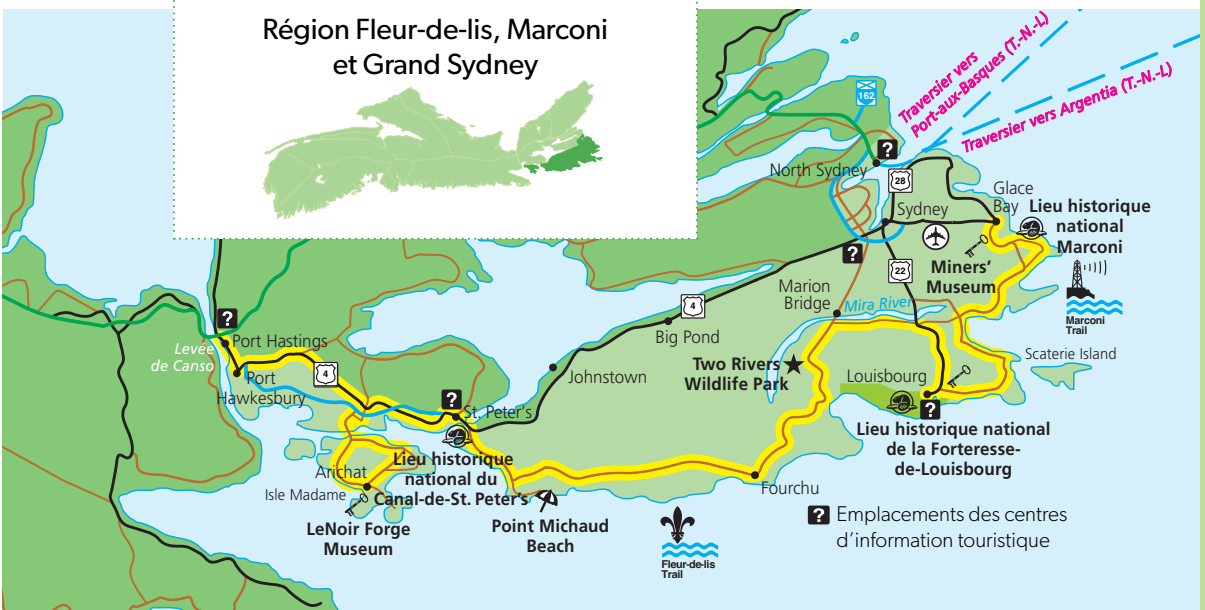 Région Fleur-de-lis, Marconi
et Grand Sydney
Traversier vers
Port-aux-Basques (T.-N.-L)
Traversier vers Argentia (T.-N.-L)
162
?
North Sydney
28
Glace
Bay
Sydney
Lieu historique
national
Marconi
?
22
Miners'
Museum
Marion
Bridge
Mira River
Marconi
Trail
4
Big Pond
?
Port Hastings
Levée
de Canso
4
Port
Hawkesbury
Johnstown
Two Rivers
Wildlife Park
Louisbourg
Scaterie Island
?
St. Peter's
?
Lieu historique national
de la Forteresse-
de-Louisbourg
Arichat
Isle Madame
Lieu historique
national du
Canal-de-St. Peter's
LeNoir Forge
Museum
Point Michaud
Beach
Fourchu
Fleur-de-lis
Trail
? Emplacements des centres
d'information touristique